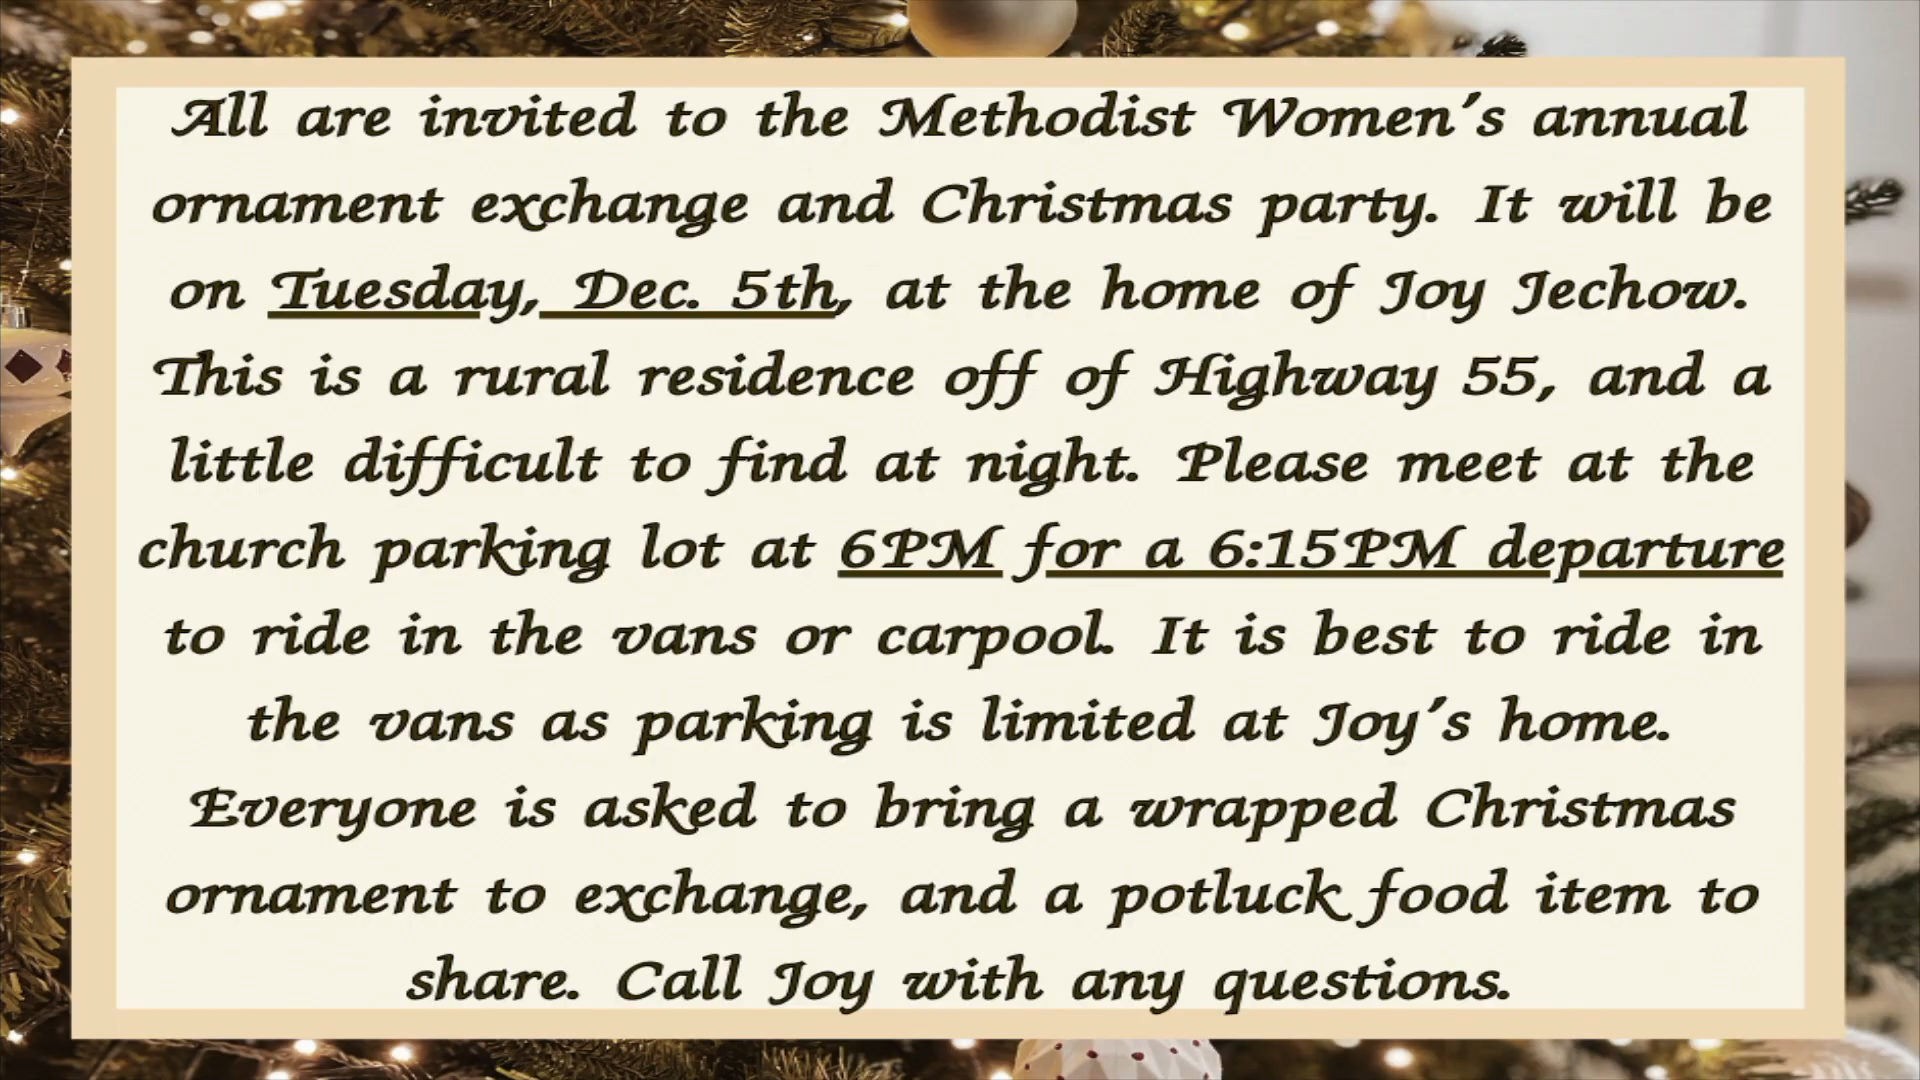 All are invited to the Methodist Women's annual
ornament exchange and Christmas party. It will be
on Tuesday, Dec. 5th, at the home of Joy Jechow.
This is a rural residence off of Highway 55, and a
little difficult to find at night. Please meet at the
church parking lot at 6PM for a 6:15PM departure
to ride in the vans or carpool. It is best to ride in
the vans as parking is limited at Joy's home.
Everyone is asked to bring a wrapped Christmas
ornament to exchange, and a potluck food item to
share. Call Joy with any questions.